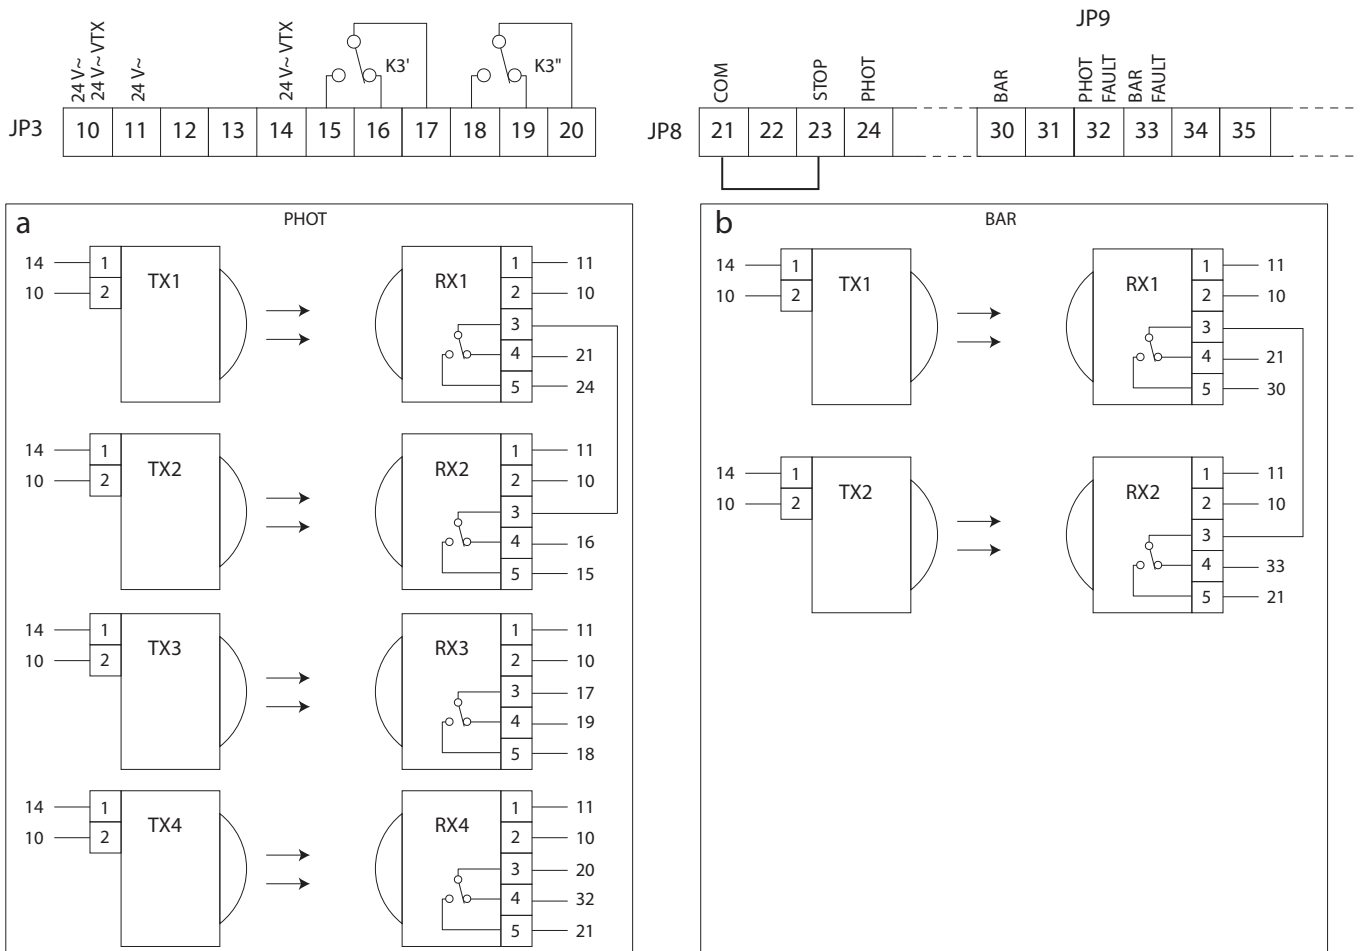 JP9
24 V~
24 V~ VTX
24 V~
24 V~ VTX
K3'
K3"
COM
STOP
PHOT
BAR
PHOT
FAULT
BAR
FAULT
JP3 10 11 12 13 14 15 16 17 18 19 20
JP8 21 22 23 24 30 31 32 33 34 35
a PHOT
14 1 TX1 RX1 1 11
10 2 2 10
3
4 21
5 24
14 1 TX2 RX2 1 11
10 2 2 10
3
4 16
5 15
14 1 TX3 RX3 1 11
10 2 2 10
3 17
4 19
5 18
14 1 TX4 RX4 1 11
10 2 2 10
3 20
4 32
5 21
b BAR
14 1 TX1 RX1 1 11
10 2 2 10
3
4 21
5 30
14 1 TX2 RX2 1 11
10 2 2 10
3
4 33
5 21